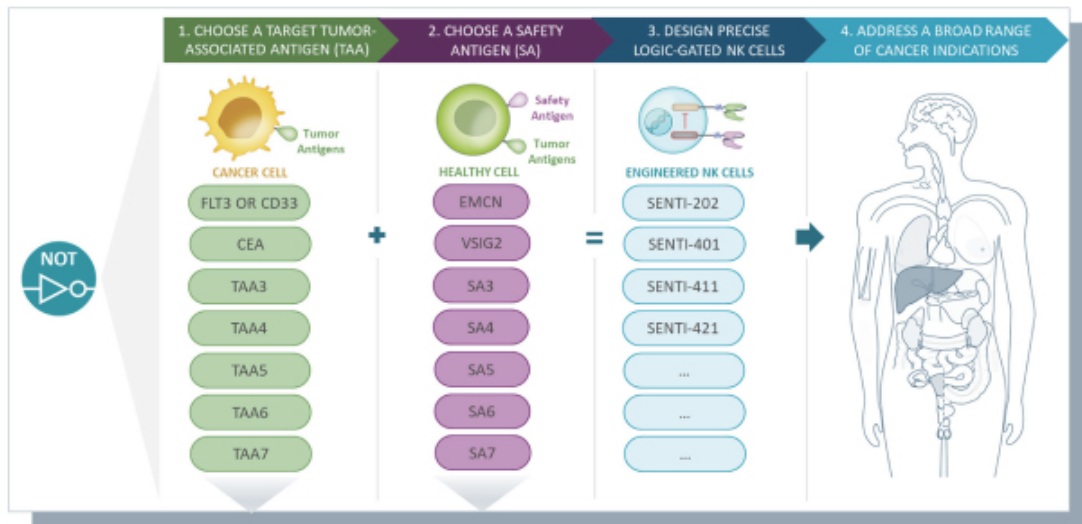 1. CHOOSE A TARGET TUMOR-
ASSOCIATED ANTIGEN (TAA)
2. CHOOSE A SAFETY
ANTIGEN (SA)
3. DESIGN PRECISE
LOGIC-GATED NK CELLS
4. ADDRESS A BROAD RANGE
OF CANCER INDICATIONS
NOT
Tumor
Antigens
CANCER CELL
FLT3 OR CD33
CEA
TAA3
TAA4
TAA5
TAA6
TAA7
+
Safety
Antigen
Tumor
Antigens
HEALTHY CELL
EMCN
VSIG2
SA3
SA4
SA5
SA6
SA7
=
ENGINEERED NK CELLS
SENTI-202
SENTI-401
SENTI-411
SENTI-421
...
...
...